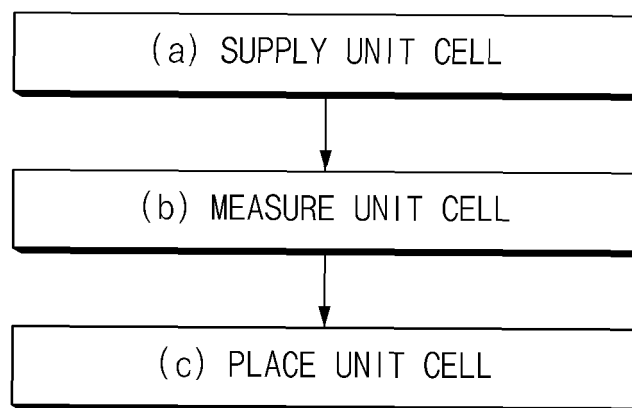 (a) SUPPLY UNIT CELL
(b) MEASURE UNIT CELL
(c) PLACE UNIT CELL